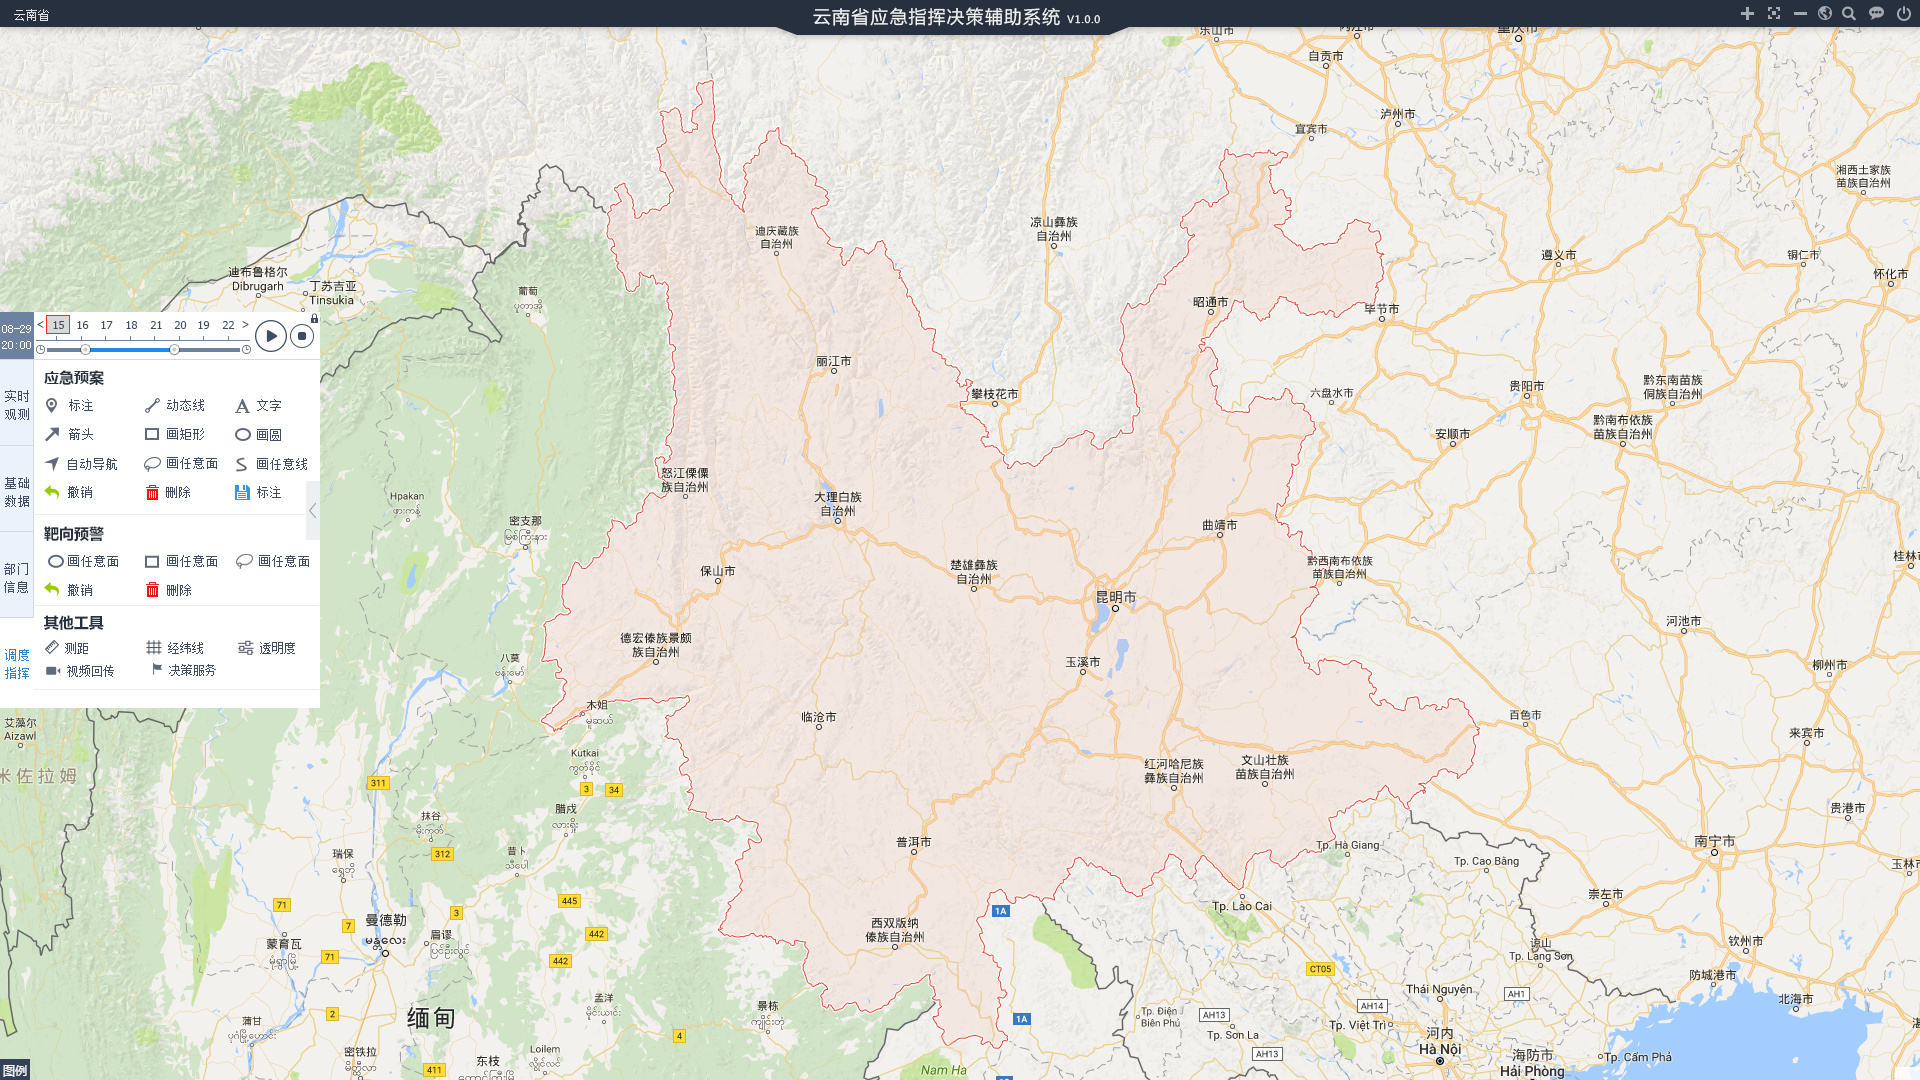 云南省
云南省应急指挥决策辅助系统 V1.0.0
自贡市
泸州市
宜宾市
湘西土家族
苗族自治州
凉山彝族
自治州
迪庆藏族
自治州
遵义市
铜仁市
怀化市
迪布鲁格尔
Dibrugarh
丁苏吉亚
Tinsukia
葡萄
昭通市
毕节市
08-29
20:00
< 15 16 17 18 21 20 19 22 >
实时
观测
基础
数据
部门
信息
调度
指挥
应急预案
标注 动态线 文字
箭头 画矩形 画圆
自动导航 画任意面 画任意线
撤销 删除 标注
靶向预警
画任意面 画任意面 画任意面
撤销 删除
其他工具
测距 经纬线 透明度
视频回传 决策服务
丽江市
攀枝花市
六盘水市
贵阳市
黔东南苗族
侗族自治州
黔南布依族
苗族自治州
安顺市
怒江傈僳
族自治州
大理白族
自治州
Hpakan
密支那
曲靖市
黔西南布依族
苗族自治州
保山市
楚雄彝族
自治州
昆明市
河池市
德宏傣族景颇
族自治州
八莫
玉溪市
柳州市
木姐
临沧市
百色市
来宾市
艾藻尔
Aizawl
米佐拉姆
Kutkai
红河哈尼族
彝族自治州
文山壮族
苗族自治州
311
3
34
腊戌
抹谷
贵港市
普洱市
南宁市
Tp. Hà Giang
Tp. Cao Bằng
瑞保
312
昔卜
崇左市
445
71
7
3
曼德勒
眉谬
442
442
蒙育瓦
71
西双版纳
傣族自治州
1A
Tp. Lào Cai
钦州市
谅山
Tp. Lạng Sơn
CT05
防城港市
北海市
Thái Nguyên
AH1
AH14
AH13
Tp. Điện
Biên Phủ
Tp. Việt Trì
Tp. Sơn La
AH13
河内
Hà Nội
海防市
Hải Phòng
Tp. Cẩm Phả
孟洋
景栋
1A
2
蒲甘
缅甸
4
密铁拉
411
东枝
Loilem
Nam Ha
图例